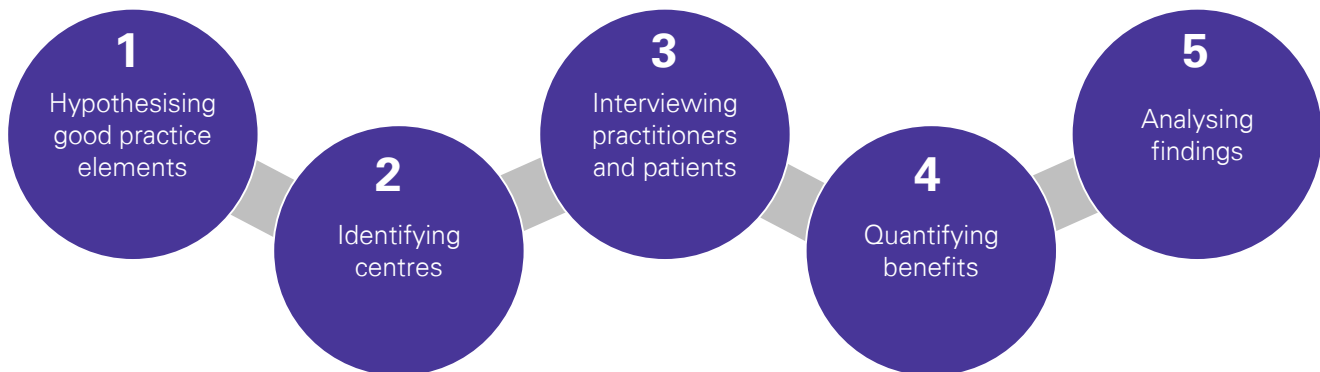 1
Hypothesising
good practice
elements
2
Identifying
centres
3
Interviewing
practitioners
and patients
4
Quantifying
benefits
5
Analysing
findings